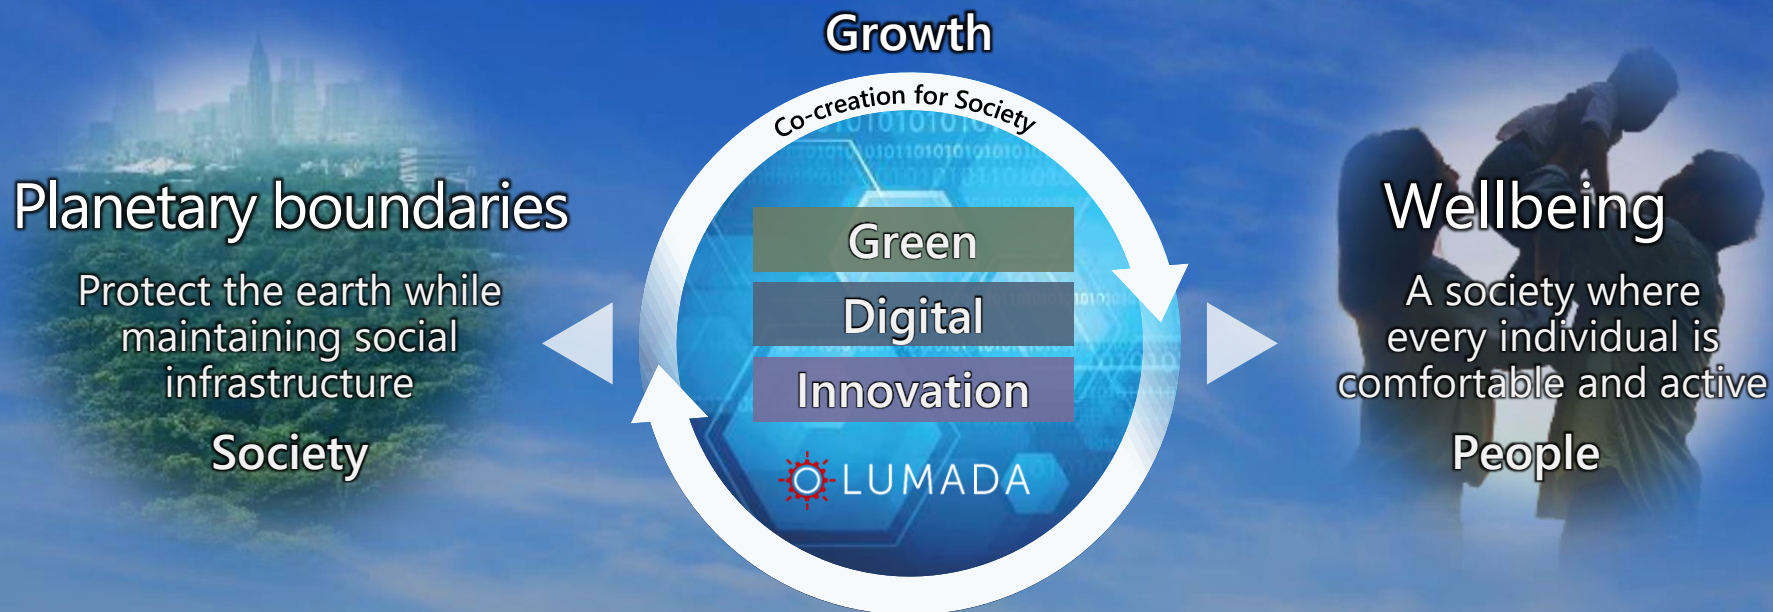 Growth
Co-creation for Society
Planetary boundaries
Protect the earth while
maintaining social
infrastructure
Society
Green
Digital
Innovation
LUMADA
Wellbeing
A society where
every individual is
comfortable and active
People